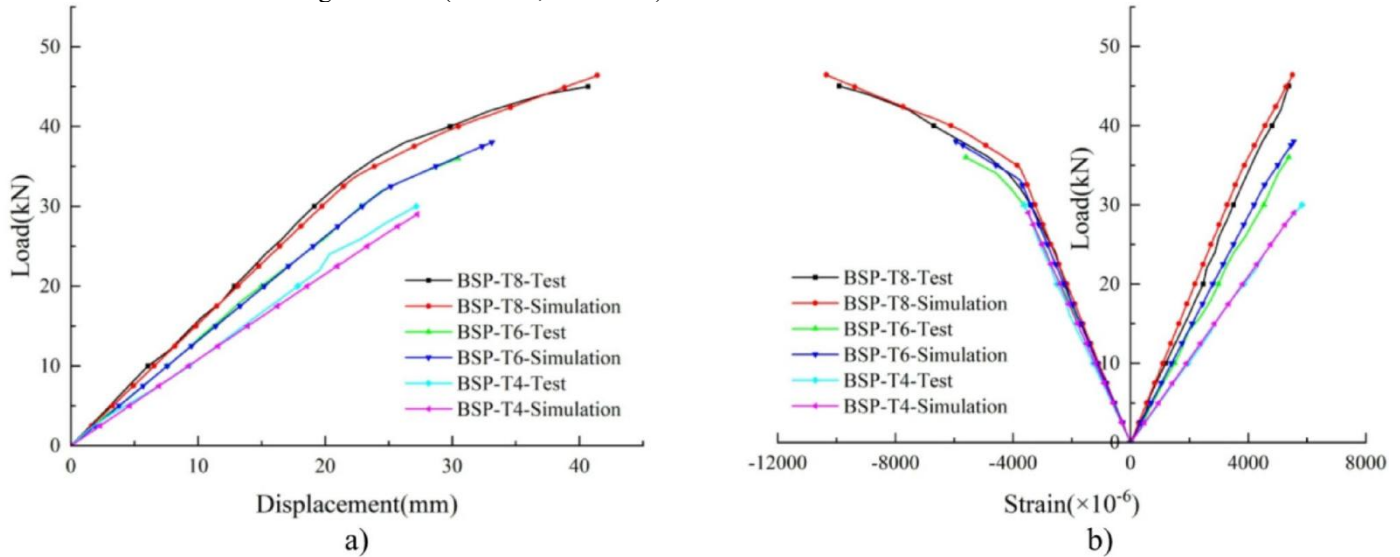 50
40
30
20
10
0
Load(kN)
0
10
20
30
40
Displacement(mm)
BSP-T8-Test
BSP-T8-Simulation
BSP-T6-Test
BSP-T6-Simulation
BSP-T4-Test
BSP-T4-Simulation
a)
50
40
30
20
10
0
Load(kN)
-12000
-8000
-4000
0
4000
8000
Strain(×10⁻⁶)
BSP-T8-Test
BSP-T8-Simulation
BSP-T6-Test
BSP-T6-Simulation
BSP-T4-Test
BSP-T4-Simulation
b)